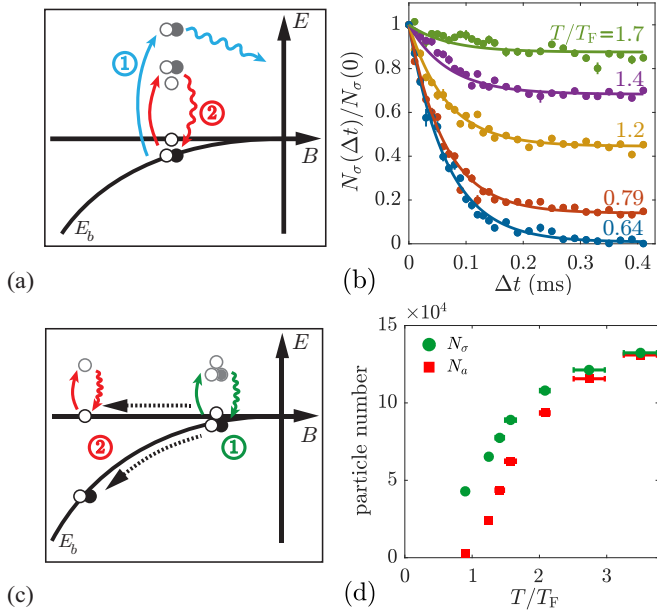 (a)
E
①
②
B
E_b
(b)
N_σ(Δt)/N_σ(0)
1
0.8
0.6
0.4
0.2
0
T/T_F = 1.7
1.4
1.2
0.79
0.64
0 0.1 0.2 0.3 0.4
Δt (ms)
(c)
E
B
②
①
E_b
(d)
×10⁴
particle number
15
10
5
0
N_σ
N_a
0 1 2 3
T/T_F